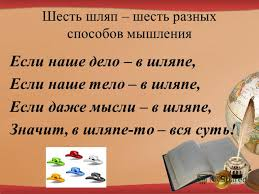 Шесть шляп – шесть разных
способов мышления
Если наше дело – в шляпе,
Если наше тело – в шляпе,
Если даже мысли – в шляпе,
Значит, в шляпе-то – вся суть!